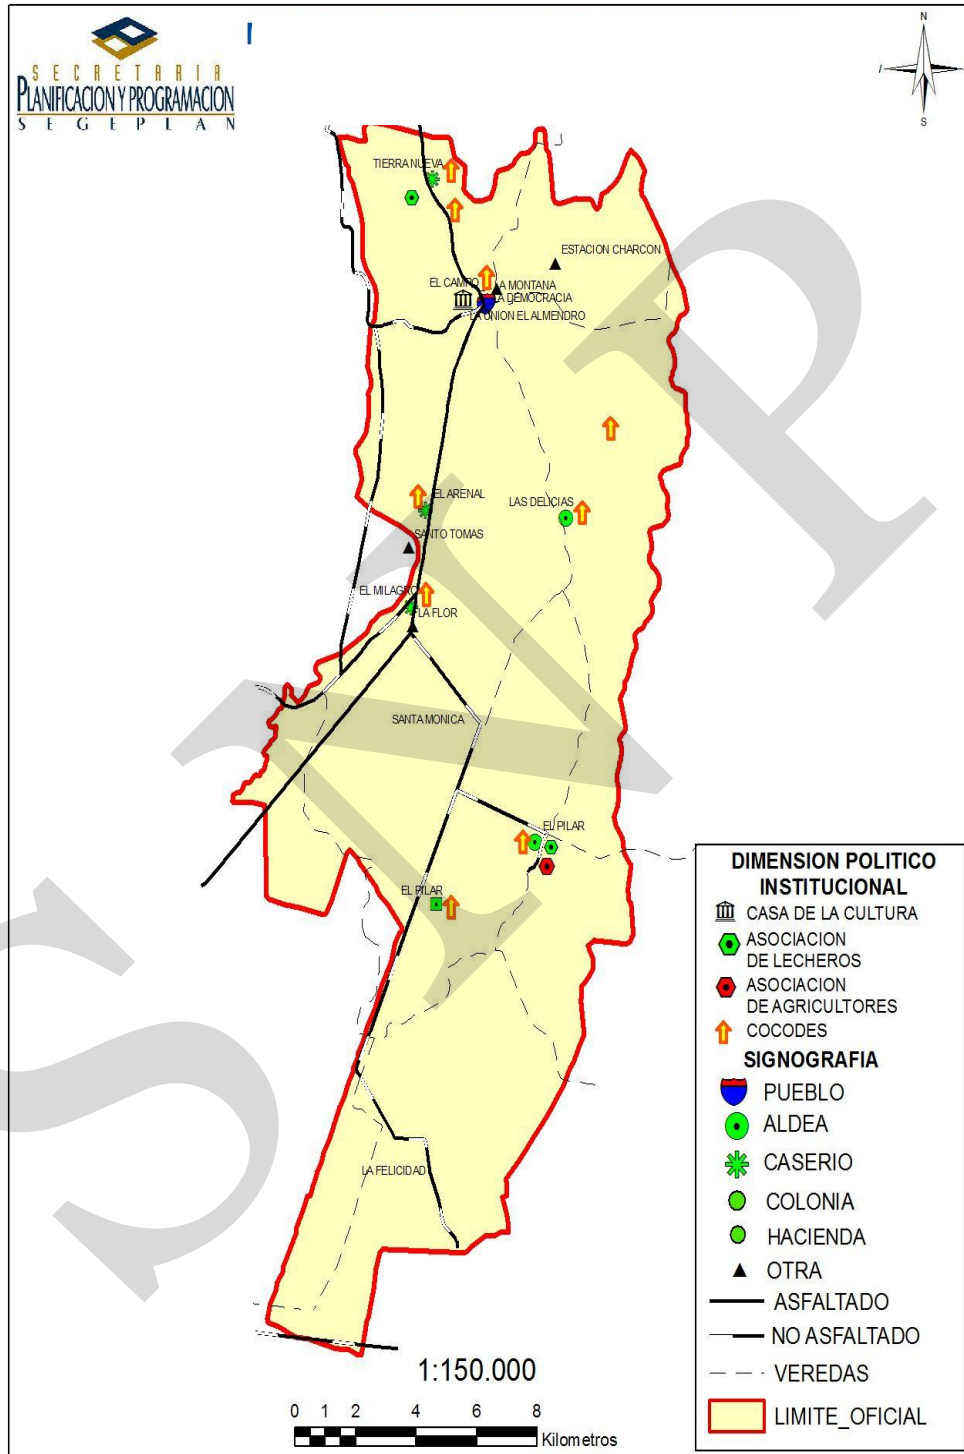 SECRETARIA
PLANIFICACION Y PROGRAMACION
SEGEPLAN
N
S
TIERRA NUEVA
ESTACION CHARCON
EL CAMPO
LA MONTANA
LA DEMOCRACIA
LA UNION EL ALMENDRO
EL ARENAL
LAS DELICIAS
SANTO TOMAS
EL MILAGRO
LA FLOR
SANTA MONICA
EL PILAR
EL PILAR
LA FELICIDAD
SNP
DIMENSION POLITICO
INSTITUCIONAL
CASA DE LA CULTURA
ASOCIACION
DE LECHEROS
ASOCIACION
DE AGRICULTORES
COCODES
SIGNOGRAFIA
PUEBLO
ALDEA
CASERIO
COLONIA
HACIENDA
OTRA
ASFALTADO
NO ASFALTADO
VEREDAS
LIMITE_OFICIAL
1:150.000
0 1 2 4 6 8
Kilometros